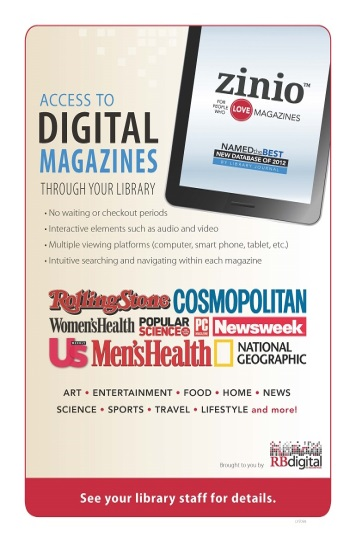 zinio™
FOR PEOPLE WHO LOVE MAGAZINES
NAMED the BEST
NEW DATABASE OF 2012
BY LIBRARY JOURNAL
ACCESS TO
DIGITAL
MAGAZINES
THROUGH YOUR LIBRARY
• No waiting or checkout periods
• Interactive elements such as audio and video
• Multiple viewing platforms (computer, smart phone, tablet, etc.)
• Intuitive searching and navigating within each magazine
RollingStone COSMOPOLITAN
Women'sHealth POPULAR SCIENCE PC Newsweek
Us WEEKLY Men'sHealth NATIONAL GEOGRAPHIC
ART • ENTERTAINMENT • FOOD • HOME • NEWS
SCIENCE • SPORTS • TRAVEL • LIFESTYLE and more!
Brought to you by RBdigital
See your library staff for details.